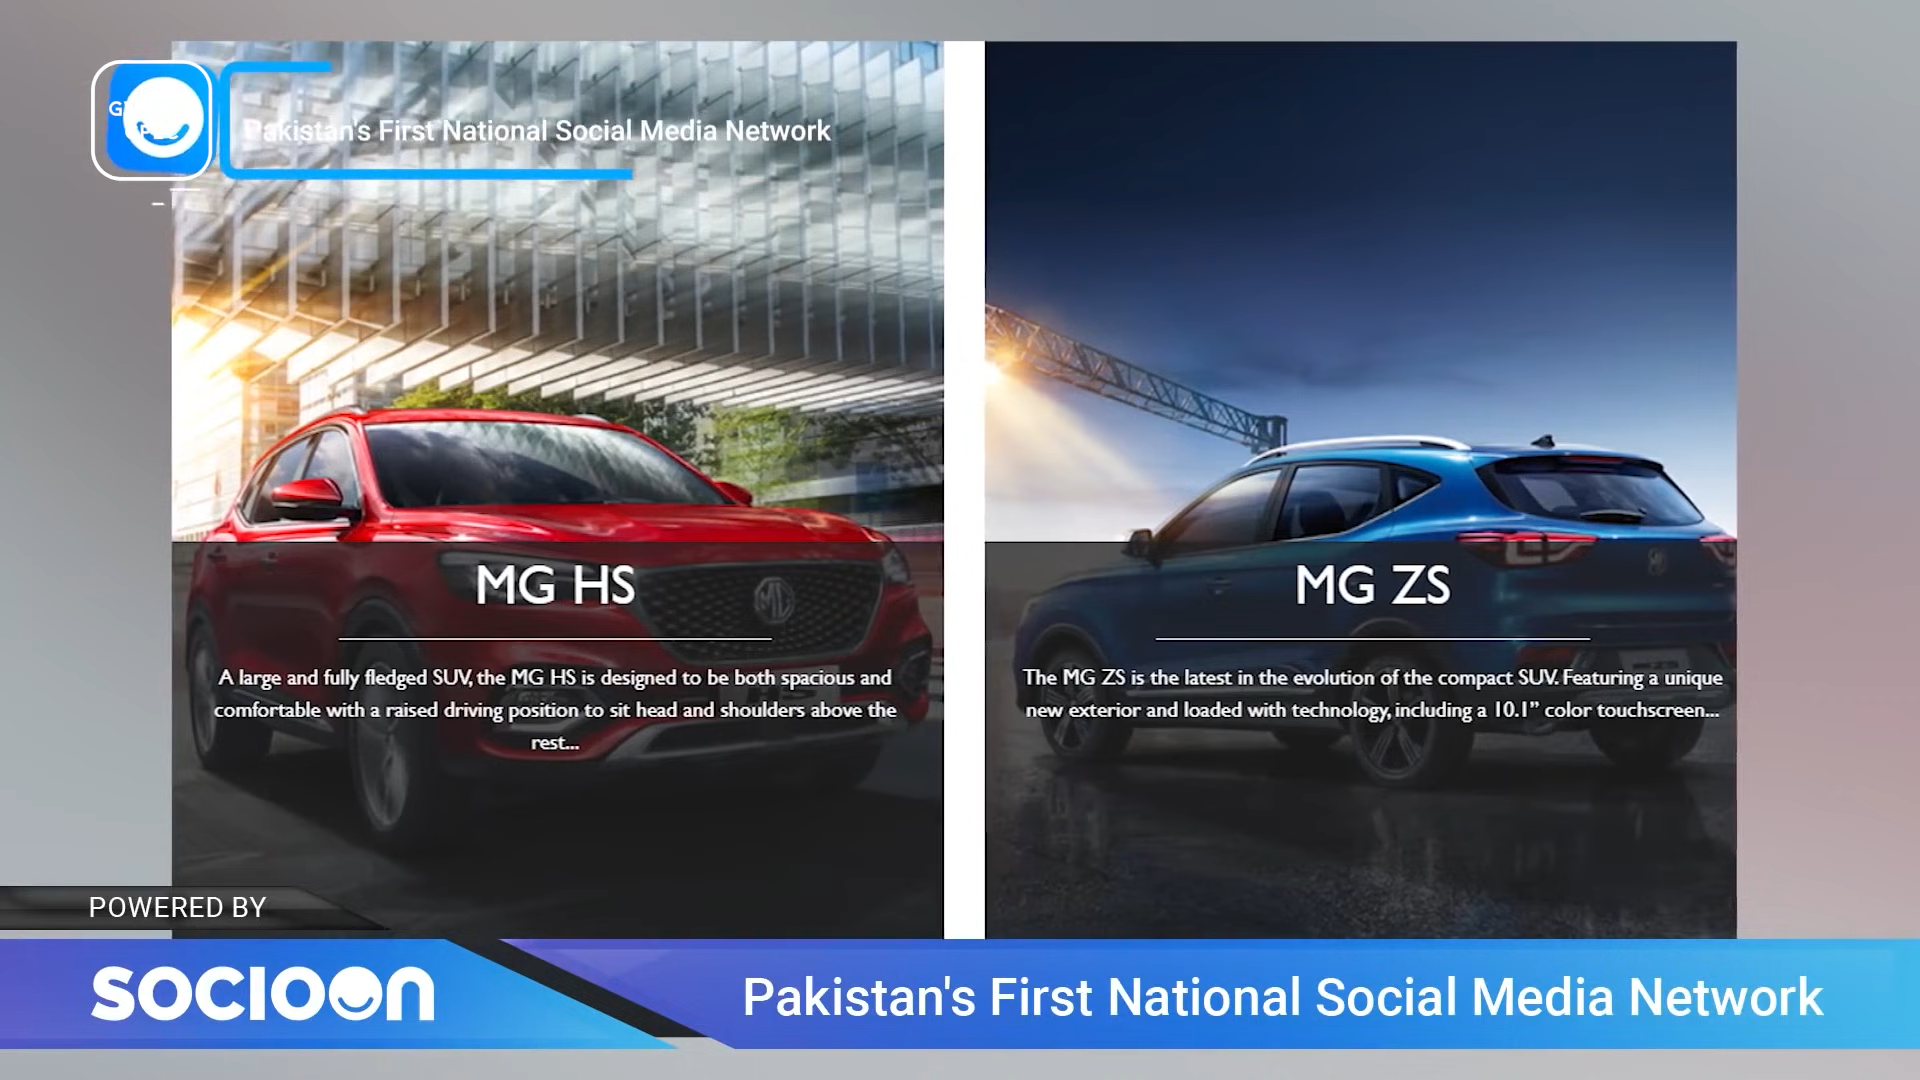 Pakistan's First National Social Media Network
MG HS
A large and fully fledged SUV, the MG HS is designed to be both spacious and
comfortable with a raised driving position to sit head and shoulders above the
rest...
MG ZS
The MG ZS is the latest in the evolution of the compact SUV. Featuring a unique
new exterior and loaded with technology, including a 10.1” color touchscreen...
POWERED BY
socioon
Pakistan's First National Social Media Network